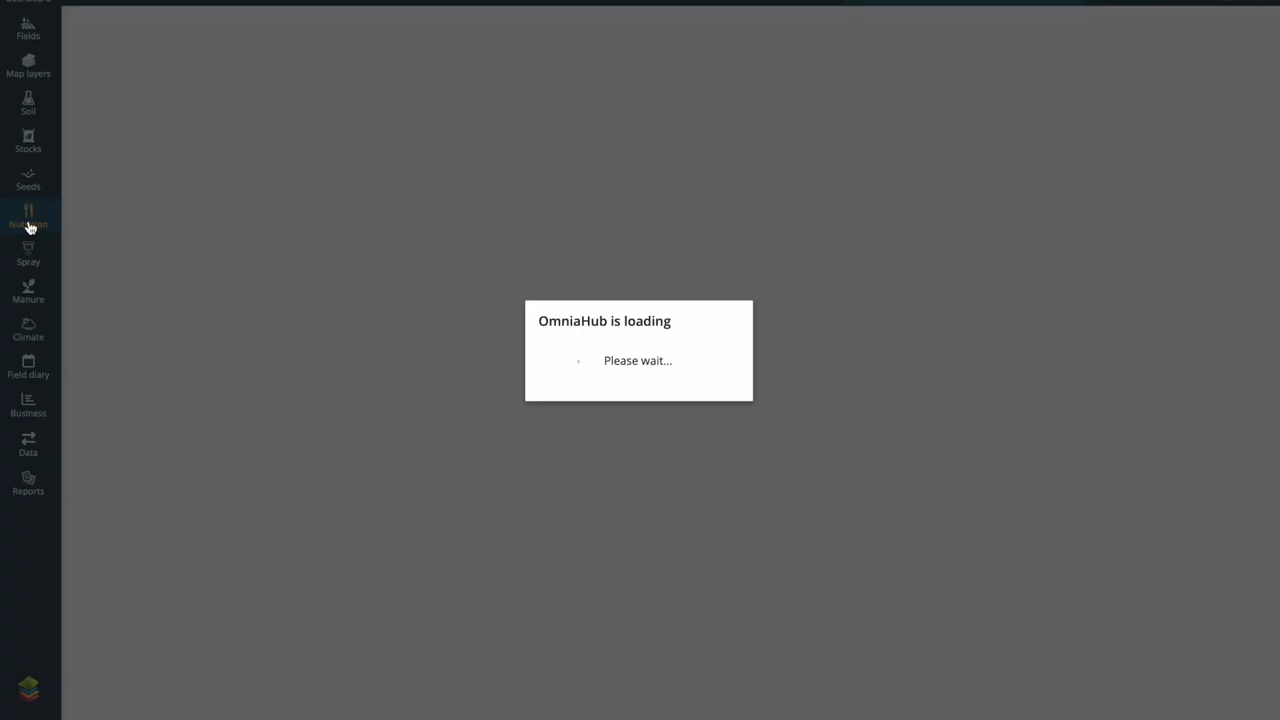 Fields
Map layers
Soil
Stocks
Seeds
Nutrition
Spray
Manure
Climate
Field diary
Business
Data
Reports
OmniaHub is loading
Please wait...